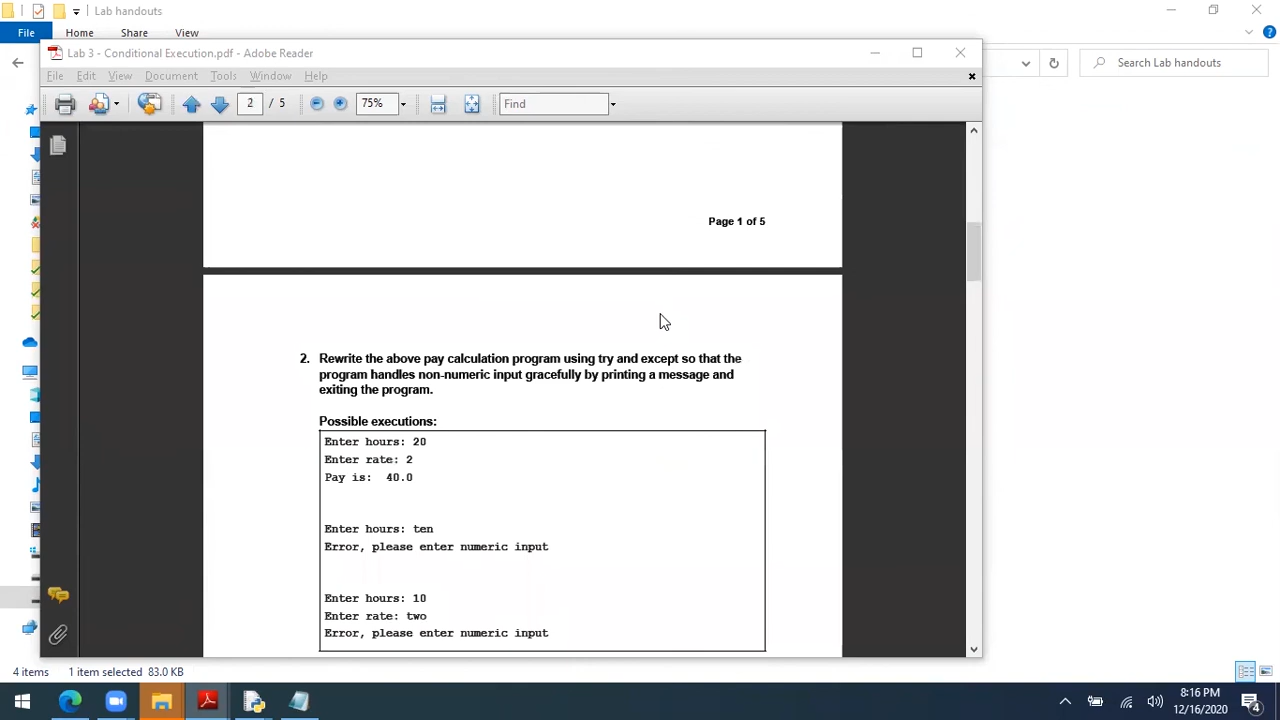 Lab handouts
File Home Share View
Lab 3 - Conditional Execution.pdf - Adobe Reader
Search Lab handouts
File Edit View Document Tools Window Help
2 / 5 75% Find
Page 1 of 5
2. Rewrite the above pay calculation program using try and except so that the
program handles non-numeric input gracefully by printing a message and
exiting the program.
Possible executions:
Enter hours: 20
Enter rate: 2
Pay is: 40.0
Enter hours: ten
Error, please enter numeric input
Enter hours: 10
Enter rate: two
Error, please enter numeric input
4 items 1 item selected 83.0 KB
8:16 PM
12/16/2020
4